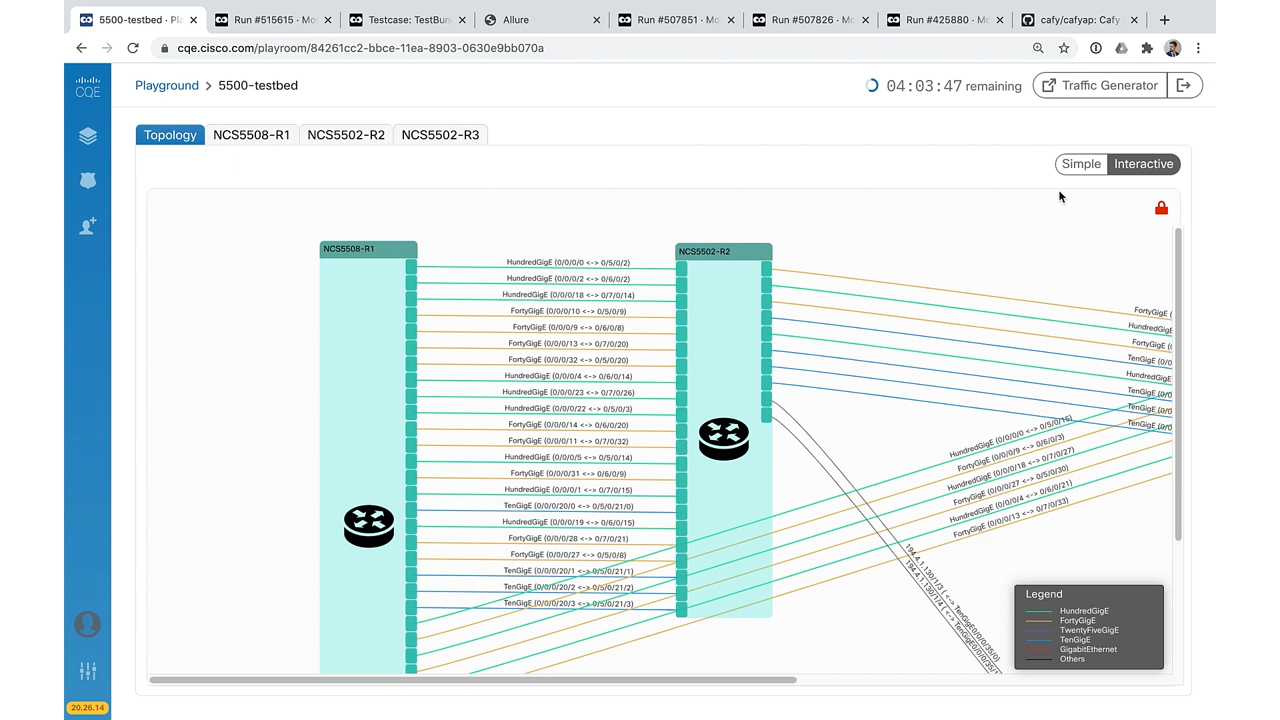 5500-testbed · Pla
Run #515615 · Mo
Testcase: TestBun
Allure
Run #507851 · Mo
Run #507826 · Mo
Run #425880 · Mo
cafy/cafyap: Cafy
cqe.cisco.com/playroom/84261cc2-bbce-11ea-8903-0630e9bb070a
CQE
Playground > 5500-testbed
04:03:47 remaining
Traffic Generator
Topology
NCS5508-R1
NCS5502-R2
NCS5502-R3
Simple
Interactive
NCS5508-R1
NCS5502-R2
HundredGigE (0/0/0/0 <-> 0/5/0/2)
HundredGigE (0/0/0/2 <-> 0/6/0/2)
HundredGigE (0/0/0/18 <-> 0/7/0/14)
FortyGigE (0/0/0/10 <-> 0/5/0/9)
FortyGigE (0/0/0/9 <-> 0/6/0/8)
FortyGigE (0/0/0/13 <-> 0/7/0/20)
FortyGigE (0/0/0/32 <-> 0/5/0/20)
HundredGigE (0/0/0/4 <-> 0/6/0/14)
HundredGigE (0/0/0/23 <-> 0/7/0/26)
HundredGigE (0/0/0/22 <-> 0/5/0/3)
FortyGigE (0/0/0/14 <-> 0/6/0/20)
FortyGigE (0/0/0/11 <-> 0/7/0/32)
HundredGigE (0/0/0/5 <-> 0/5/0/14)
FortyGigE (0/0/0/31 <-> 0/6/0/9)
HundredGigE (0/0/0/1 <-> 0/7/0/15)
TenGigE (0/0/0/20/0 <-> 0/5/0/21/0)
HundredGigE (0/0/0/19 <-> 0/6/0/15)
FortyGigE (0/0/0/28 <-> 0/7/0/21)
FortyGigE (0/0/0/27 <-> 0/5/0/8)
TenGigE (0/0/0/20/1 <-> 0/5/0/21/1)
TenGigE (0/0/0/20/2 <-> 0/5/0/21/2)
TenGigE (0/0/0/20/3 <-> 0/5/0/21/3)
FortyGigE (
HundredGigE
FortyGigE (
TenGigE (0/0
HundredGigE
TenGigE (0/0
TenGigE (0/0
TenGigE (0/0
HundredGigE (0/0/0/0 <-> 0/5/0/15)
FortyGigE (0/0/0/9 <-> 0/6/0/3)
HundredGigE (0/0/0/18 <-> 0/7/0/27)
FortyGigE (0/0/0/27 <-> 0/5/0/30)
HundredGigE (0/0/0/4 <-> 0/6/0/21)
FortyGigE (0/0/0/13 <-> 0/7/0/33)
Legend
HundredGigE
FortyGigE
TwentyFiveGigE
TenGigE
GigabitEthernet
Others
20.26.14